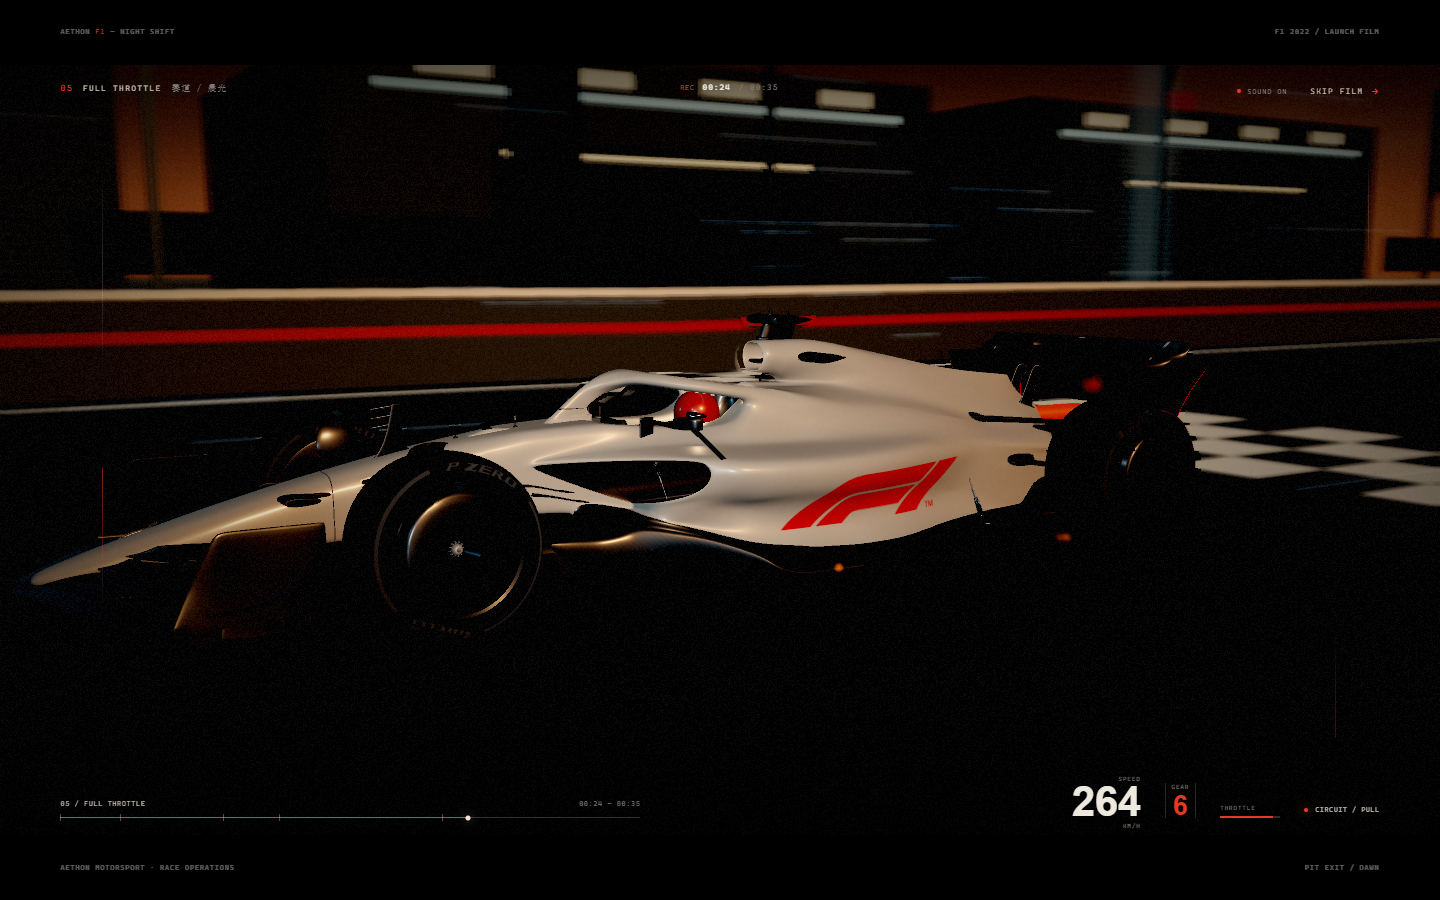 AETHON F1 — NIGHT SHIFT
F1 2022 / LAUNCH FILM
05 FULL THROTTLE 赛道 / 晨光
REC 00:24 / 00:35
SOUND ON
SKIP FILM →
P ZERO
F1 TM
SPEED
264
KM/H
GEAR
6
THROTTLE
CIRCUIT / PULL
05 / FULL THROTTLE
00:24 — 00:35
AETHON MOTORSPORT · RACE OPERATIONS
PIT EXIT / DAWN